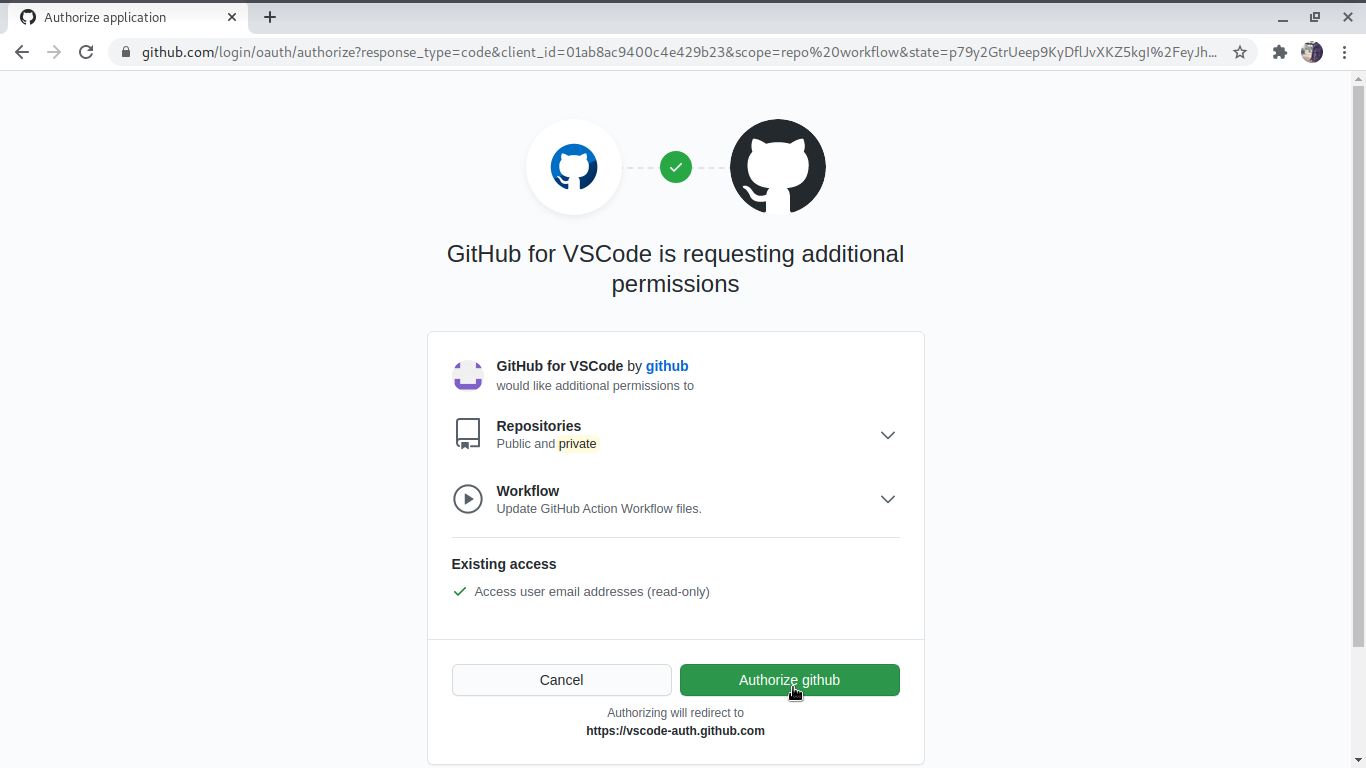 Authorize application
github.com/login/oauth/authorize?response_type=code&client_id=01ab8ac9400c4e429b23&scope=repo%20workflow&state=p79y2GtrUeep9KyDflJvXKZ5kgI%2FeyJh...
GitHub for VSCode is requesting additional
permissions
GitHub for VSCode by github
would like additional permissions to
Repositories
Public and private
Workflow
Update GitHub Action Workflow files.
Existing access
Access user email addresses (read-only)
Cancel
Authorize github
Authorizing will redirect to
https://vscode-auth.github.com